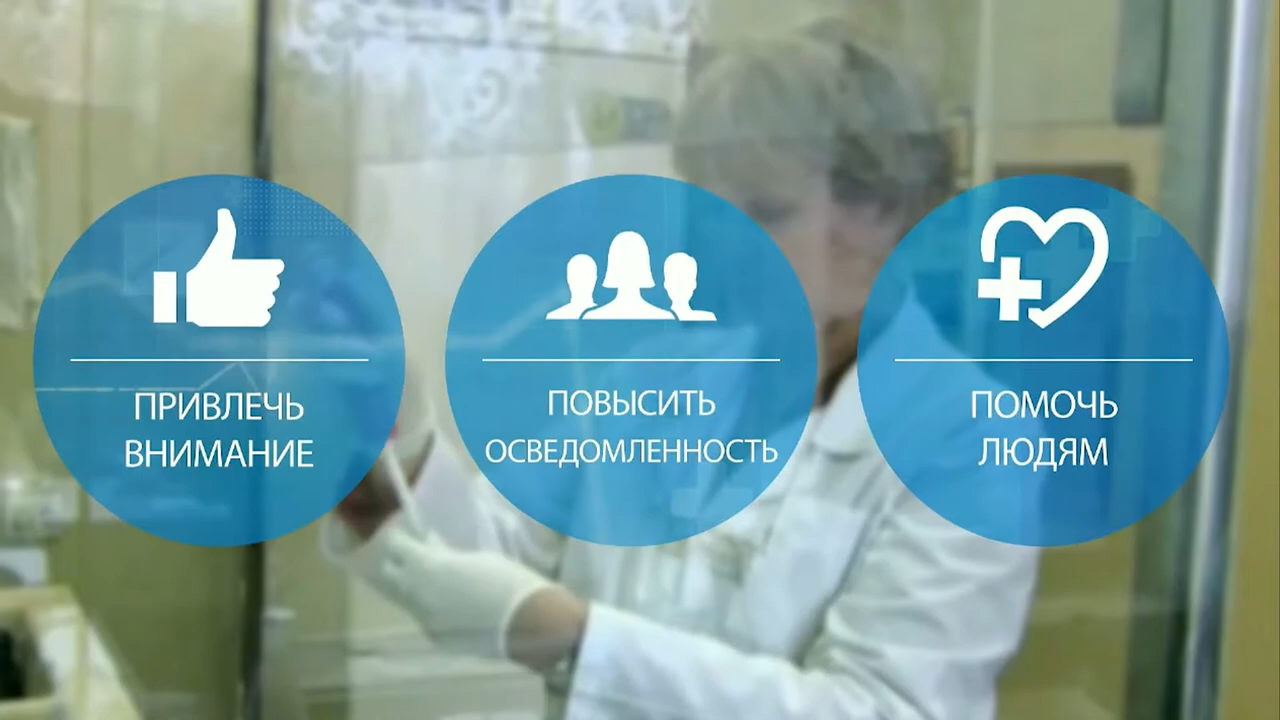 ПРИВЛЕЧЬ
ВНИМАНИЕ
ПОВЫСИТЬ
ОСВЕДОМЛЕННОСТЬ
ПОМОЧЬ
ЛЮДЯМ